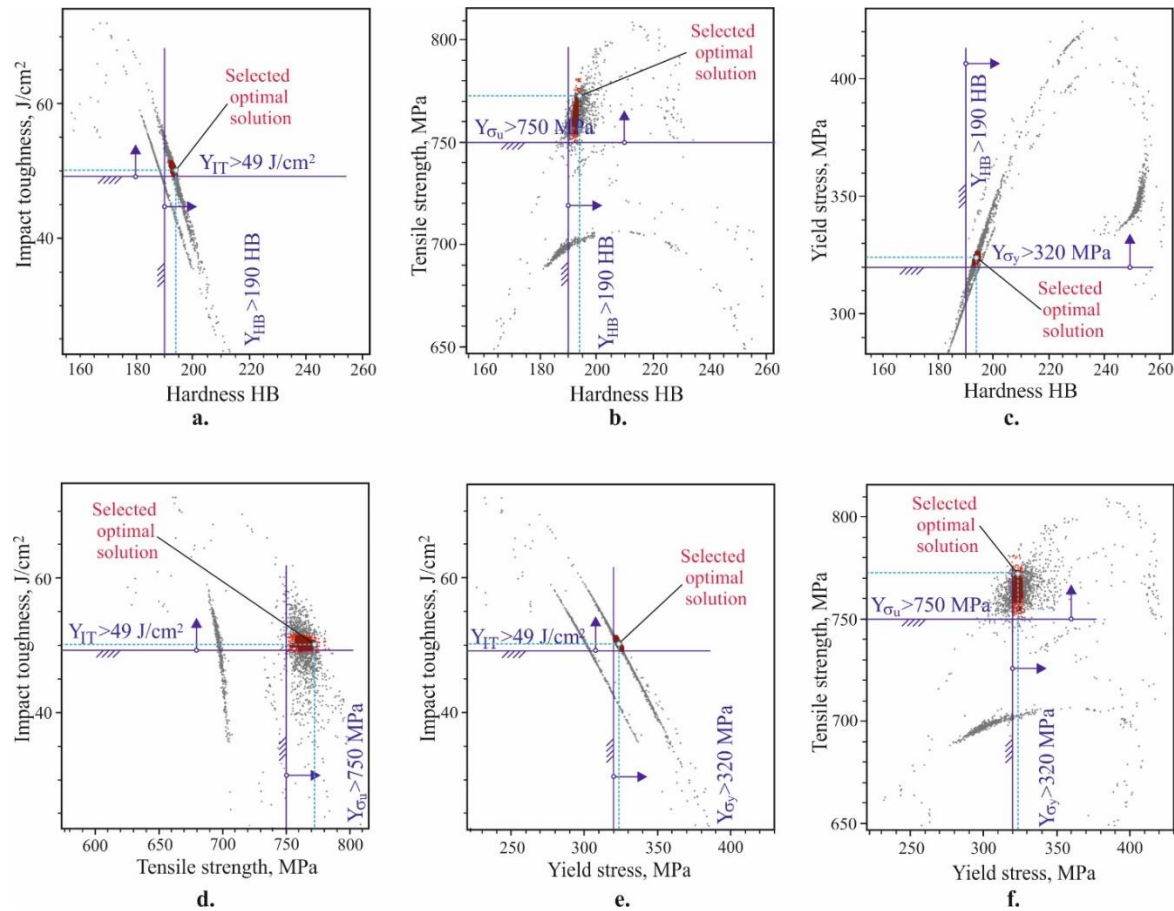 Impact toughness, J/cm²
60
40
160 180 200 220 240 260
Hardness HB
Selected
optimal
solution
Y_IT>49 J/cm²
Y_HB>190 HB
a.
Tensile strength, MPa
800
750
700
650
160 180 200 220 240 260
Hardness HB
Selected
optimal
solution
Yσ_u>750 MPa
Y_HB>190 HB
b.
Yield stress, MPa
400
350
300
160 180 200 220 240 260
Hardness HB
Y_HB>190 HB
Yσ_y>320 MPa
Selected
optimal
solution
c.
Impact toughness, J/cm²
60
40
600 650 700 750 800
Tensile strength, MPa
Selected
optimal
solution
Y_IT>49 J/cm²
Yσ_u>750 MPa
d.
Impact toughness, J/cm²
60
40
250 300 350 400
Yield stress, MPa
Selected
optimal
solution
Y_IT>49 J/cm²
Yσ_y>320 MPa
e.
Tensile strength, MPa
800
750
700
650
250 300 350 400
Yield stress, MPa
Selected
optimal
solution
Yσ_u>750 MPa
Yσ_y>320 MPa
f.